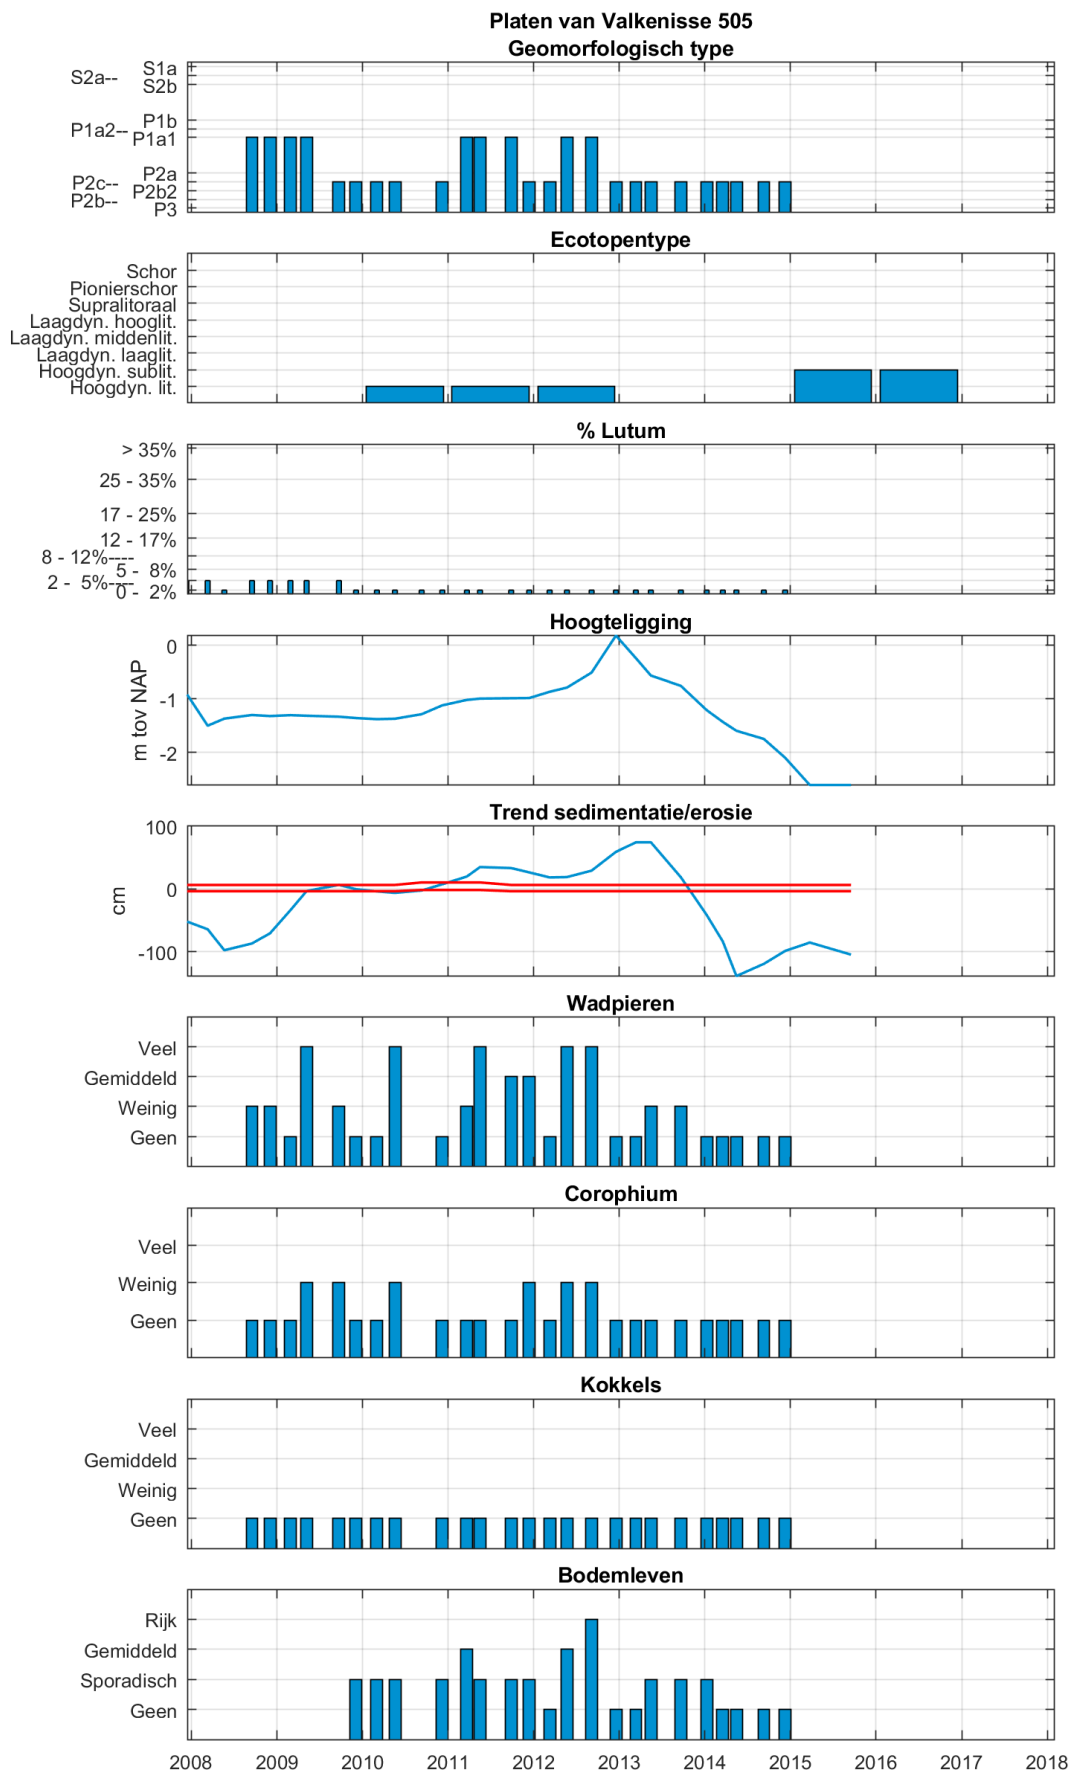 Platen van Valkenisse 505
Geomorfologisch type
S1a
S2a--
S2b
P1b
P1a2--
P1a1
P2a
P2c--
P2b2
P2b--
P3
Ecotopentype
Schor
Pionierschor
Supralitoraal
Laagdyn. hooglit.
Laagdyn. middenlit.
Laagdyn. laaglit.
Hoogdyn. sublit.
Hoogdyn. lit.
% Lutum
> 35%
25 - 35%
17 - 25%
12 - 17%
8 - 12%----
5 - 8%
2 - 5%----
0 - 2%
Hoogteligging
0
-1
-2
m tov NAP
Trend sedimentatie/erosie
100
0
-100
cm
Wadpieren
Veel
Gemiddeld
Weinig
Geen
Corophium
Veel
Weinig
Geen
Kokkels
Veel
Gemiddeld
Weinig
Geen
Bodemleven
Rijk
Gemiddeld
Sporadisch
Geen
2008 2009 2010 2011 2012 2013 2014 2015 2016 2017 2018